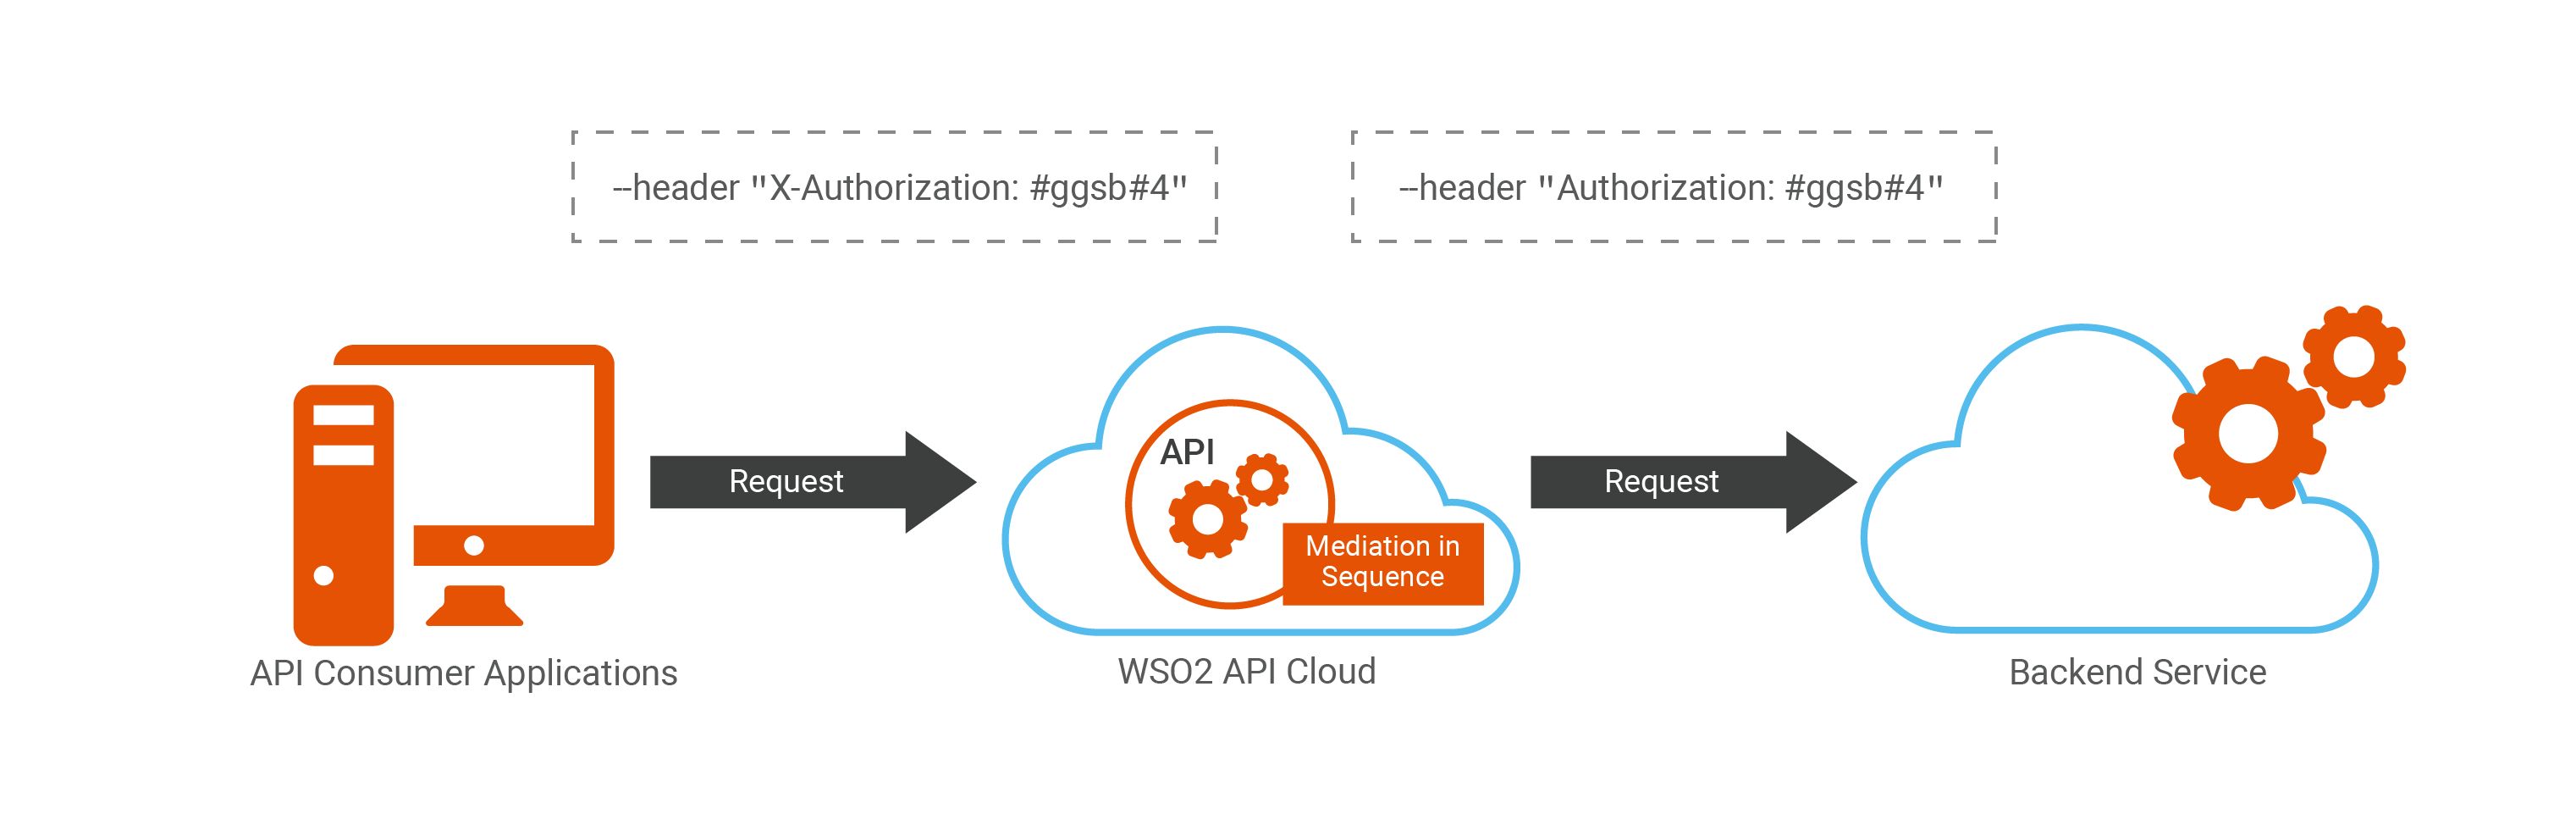 --header "X-Authorization: #ggsb#4"
--header "Authorization: #ggsb#4"
Request
API
Mediation in
Sequence
Request
API Consumer Applications
WSO2 API Cloud
Backend Service